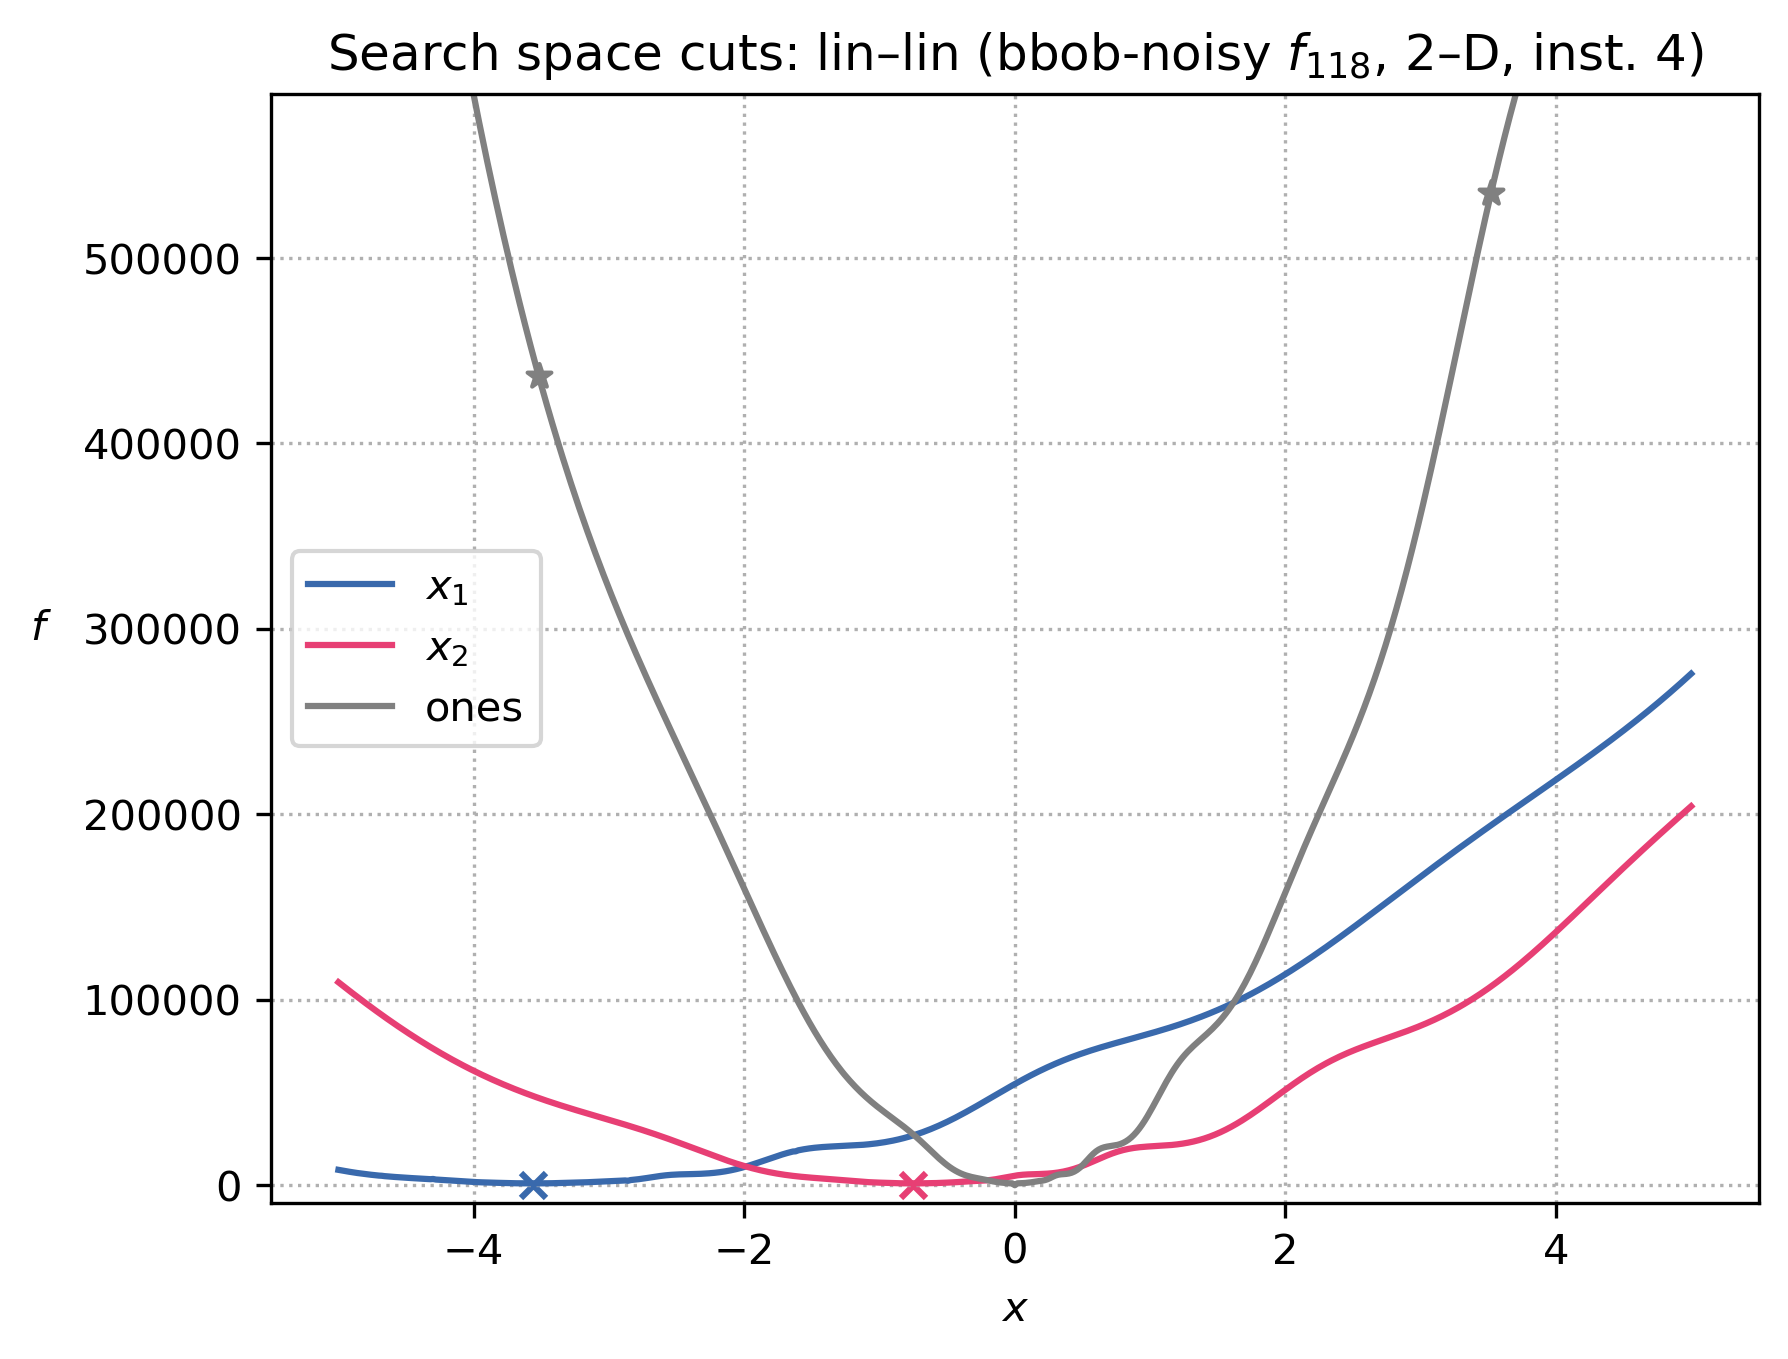 Search space cuts: lin–lin (bbob-noisy f₁₁₈, 2–D, inst. 4)
500000
400000
300000
200000
100000
0
f
x₁
x₂
ones
−4 −2 0 2 4
x